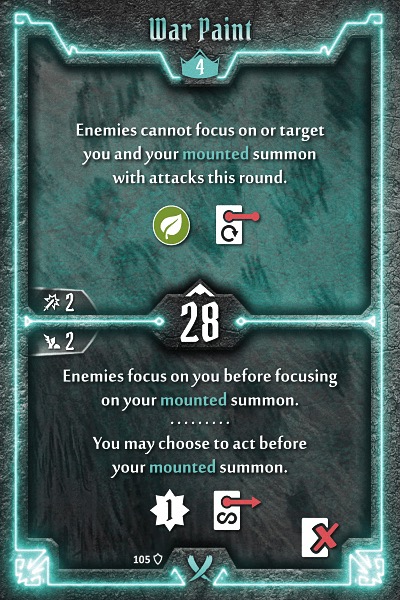 War Paint
4
Enemies cannot focus on or target
you and your mounted summon
with attacks this round.
2
28
2
Enemies focus on you before focusing
on your mounted summon.
.........
You may choose to act before
your mounted summon.
1
105